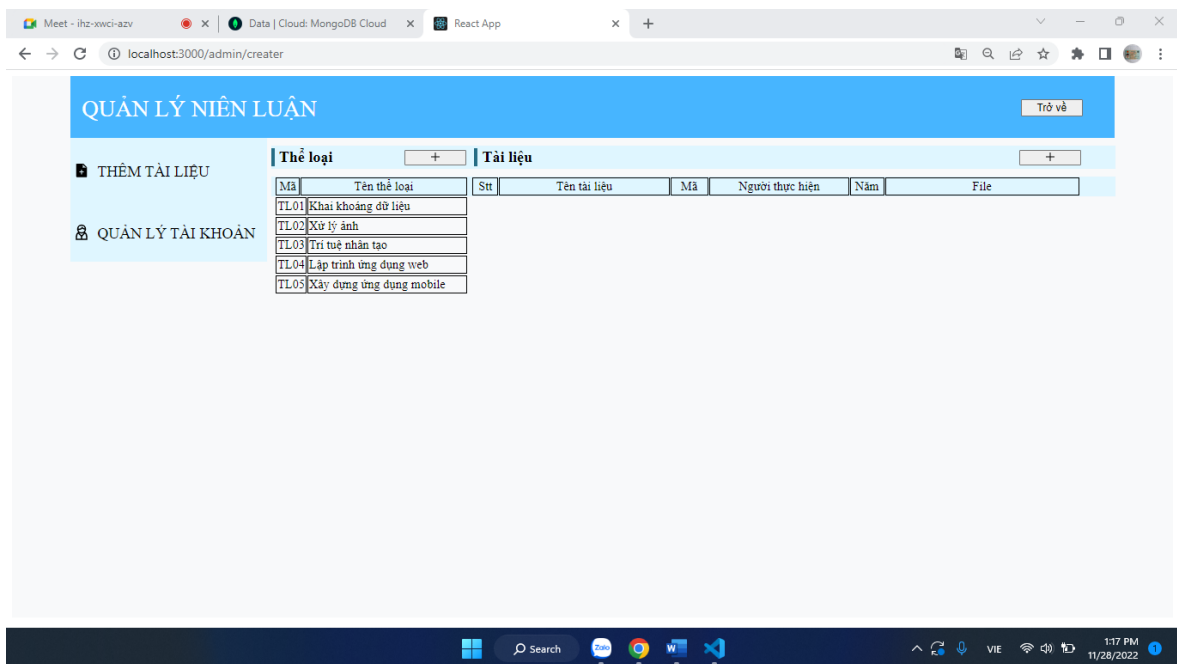 Meet - ihz-xwci-azv
Data | Cloud: MongoDB Cloud
React App
localhost:3000/admin/creater
QUẢN LÝ NIÊN LUẬN
Trở về
THÊM TÀI LIỆU
QUẢN LÝ TÀI KHOẢN
Thể loại +
Mã Tên thể loại
TL01 Khai khoáng dữ liệu
TL02 Xử lý ảnh
TL03 Trí tuệ nhân tạo
TL04 Lập trình ứng dụng web
TL05 Xây dựng ứng dụng mobile
Tài liệu +
Stt Tên tài liệu Mã Người thực hiện Năm File
Search
Zalo
VIE
1:17 PM
11/28/2022
1